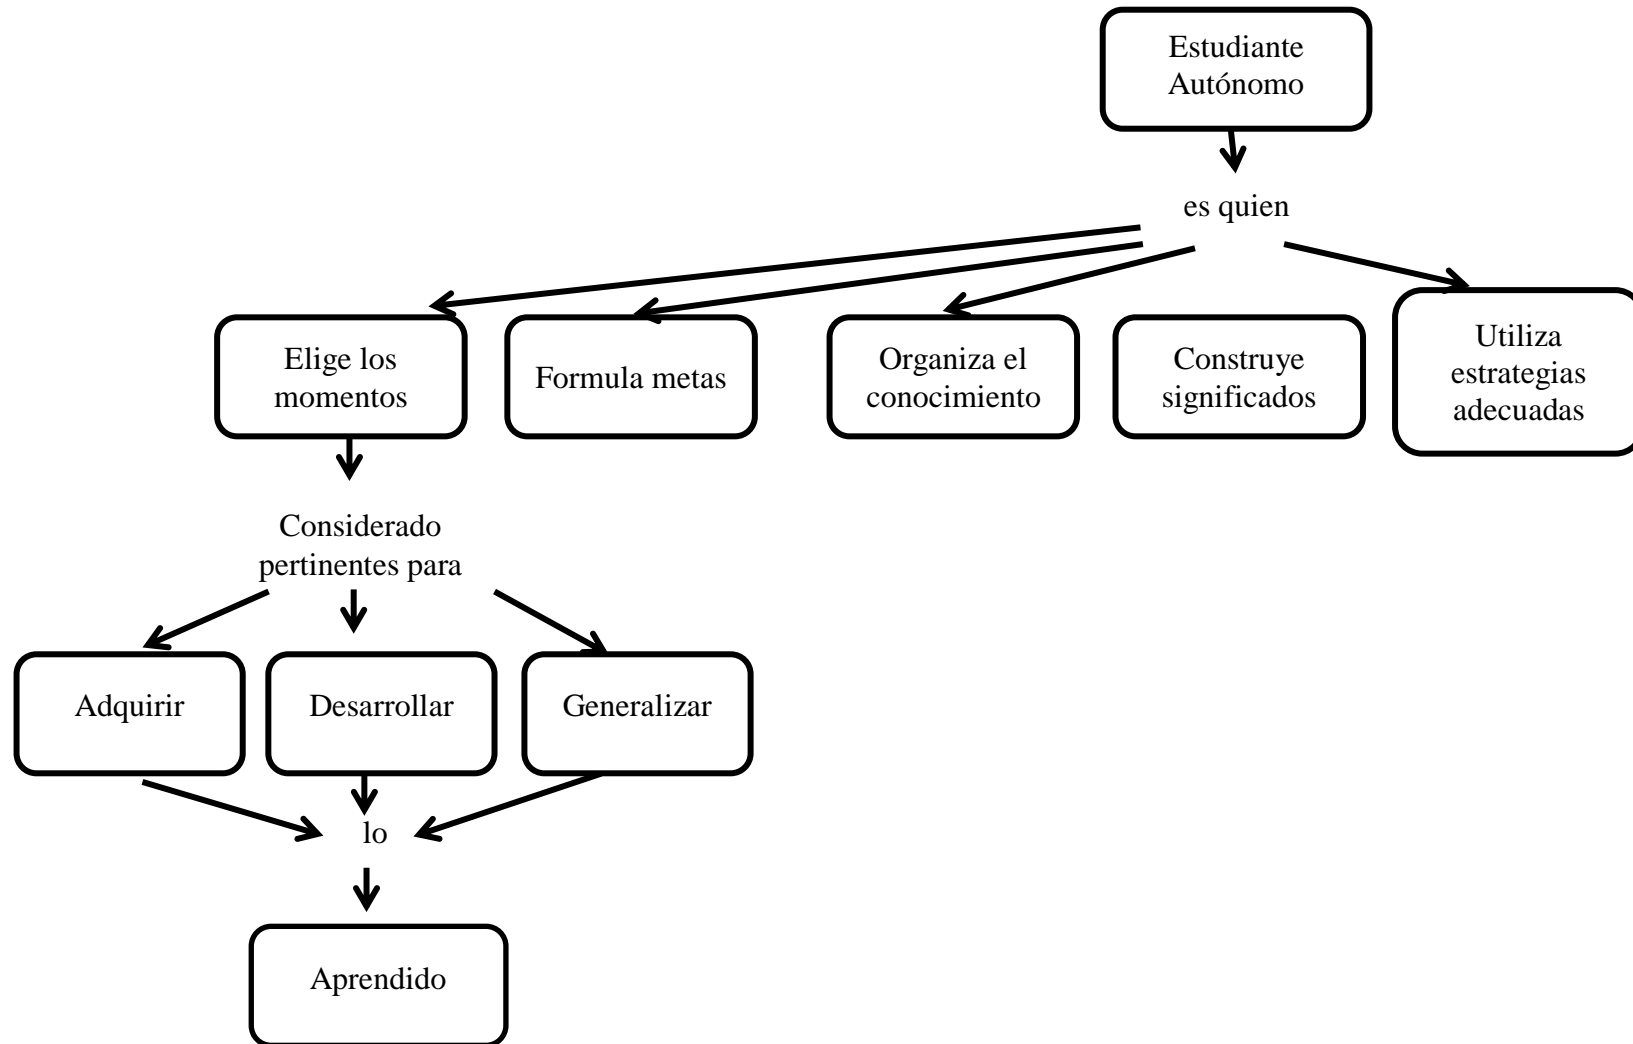 Estudiante
Autónomo
es quien
Elige los
momentos
Formula metas
Organiza el
conocimiento
Construye
significados
Utiliza
estrategias
adecuadas
Considerado
pertinentes para
Adquirir
Desarrollar
Generalizar
lo
Aprendido